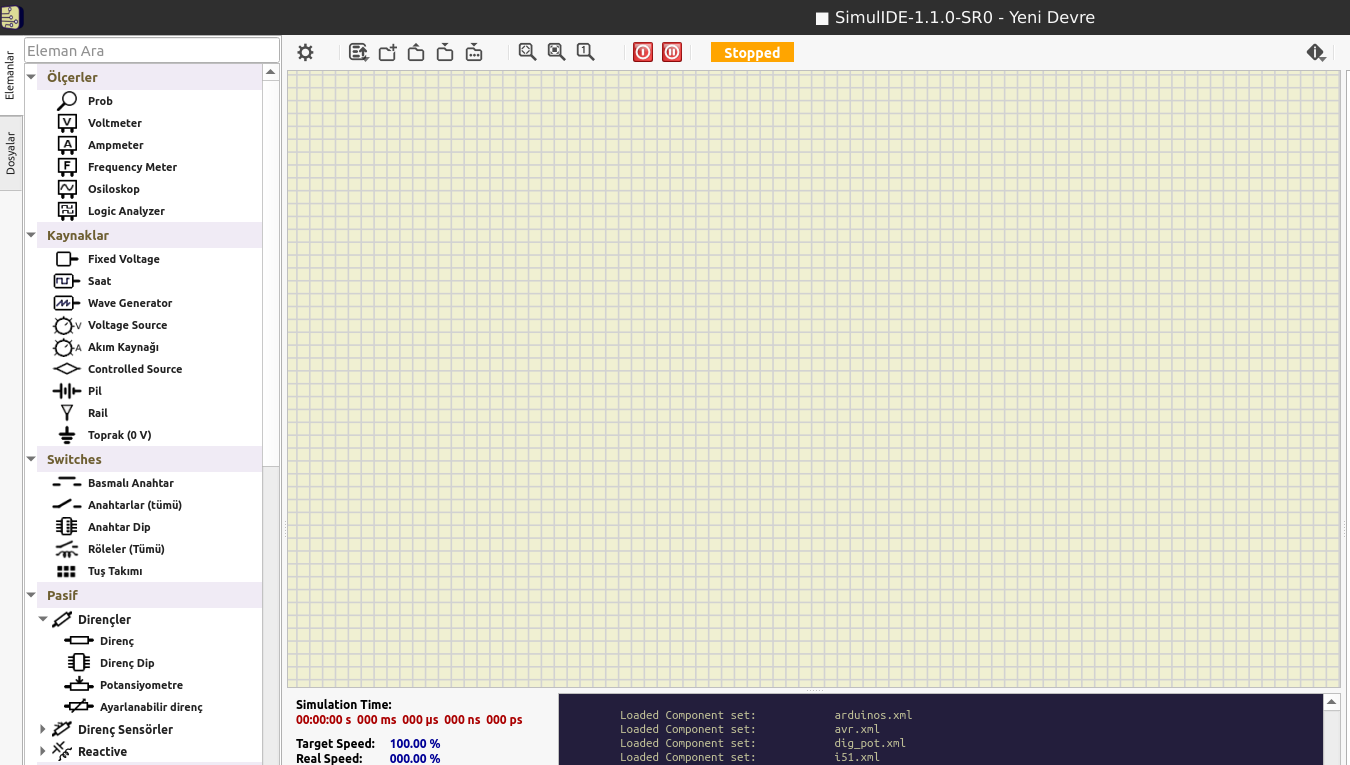 SimulIDE-1.1.0-SR0 - Yeni Devre
Elemanlar
Dosyalar
Eleman Ara
Stopped
Ölçerler
Prob
Voltmeter
Ampmeter
Frequency Meter
Osiloskop
Logic Analyzer
Kaynaklar
Fixed Voltage
Saat
Wave Generator
Voltage Source
Akım Kaynağı
Controlled Source
Pil
Rail
Toprak (0 V)
Switches
Basmalı Anahtar
Anahtarlar (tümü)
Anahtar Dip
Röleler (Tümü)
Tuş Takımı
Pasif
Dirençler
Direnç
Direnç Dip
Potansiyometre
Ayarlanabilir direnç
Direnç Sensörler
Reactive
Simulation Time:
00:00:00 s 000 ms 000 µs 000 ns 000 ps
Target Speed: 100.00 %
Real Speed: 000.00 %
Loaded Component set: arduinos.xml
Loaded Component set: avr.xml
Loaded Component set: dig_pot.xml
Loaded Component set: i51.xml